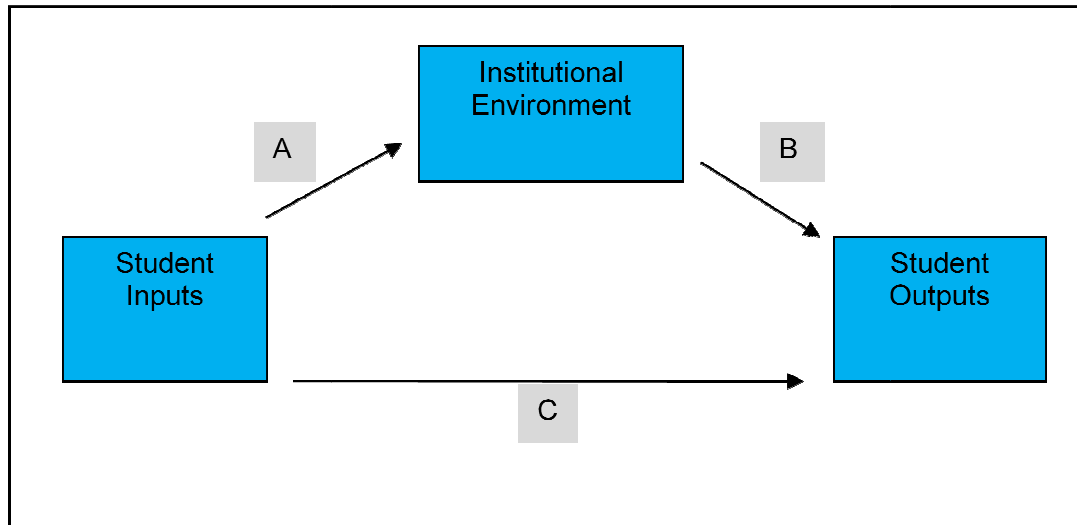 Institutional
Environment
A
B
Student
Inputs
Student
Outputs
C